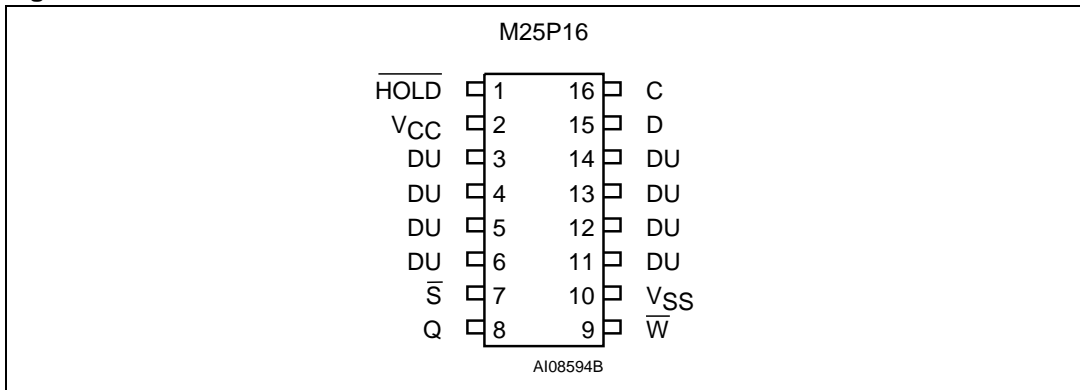 M25P16
HOLD 1 16 C
VCC 2 15 D
DU 3 14 DU
DU 4 13 DU
DU 5 12 DU
DU 6 11 DU
S 7 10 VSS
Q 8 9 W
AI08594B